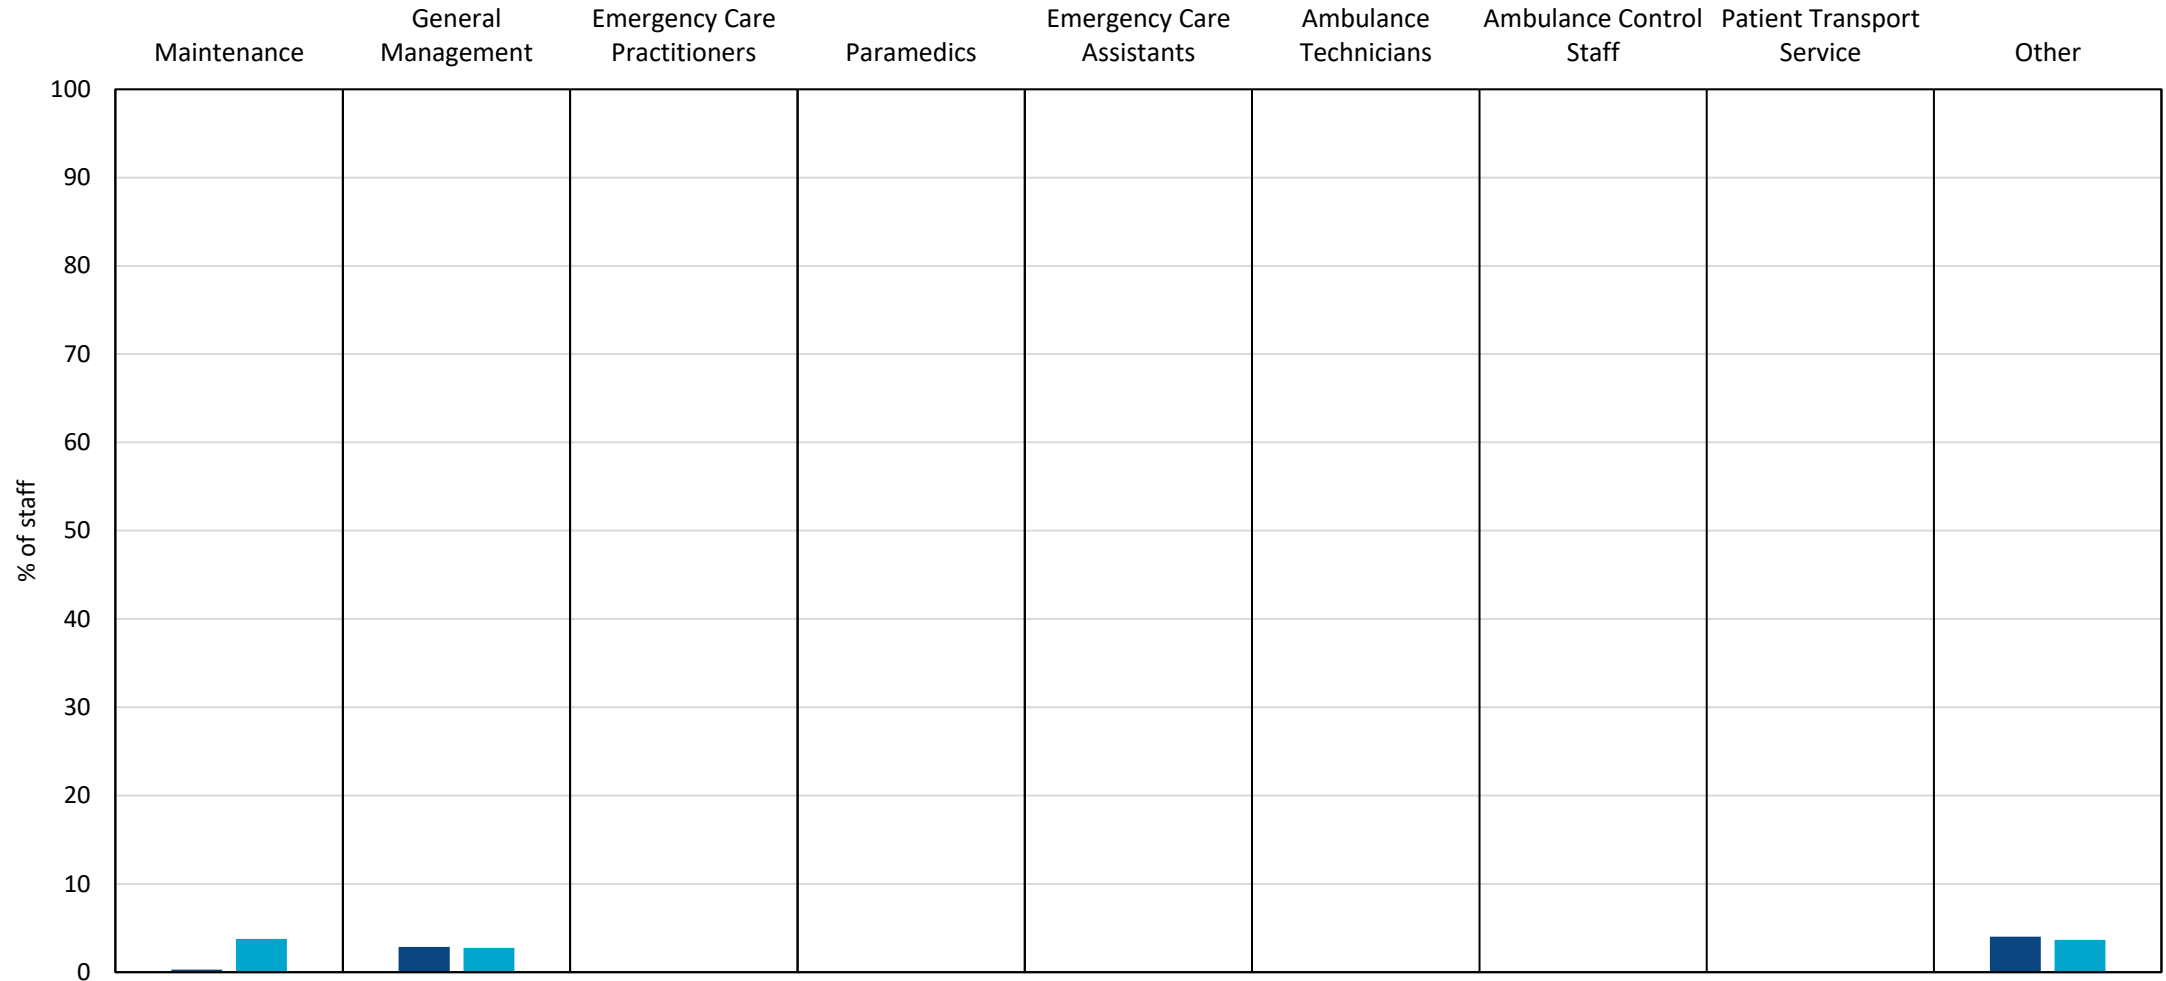 Maintenance
General
Management
Emergency Care
Practitioners
Paramedics
Emergency Care
Assistants
Ambulance
Technicians
Ambulance Control
Staff
Patient Transport
Service
Other
% of staff
100
90
80
70
60
50
40
30
20
10
0